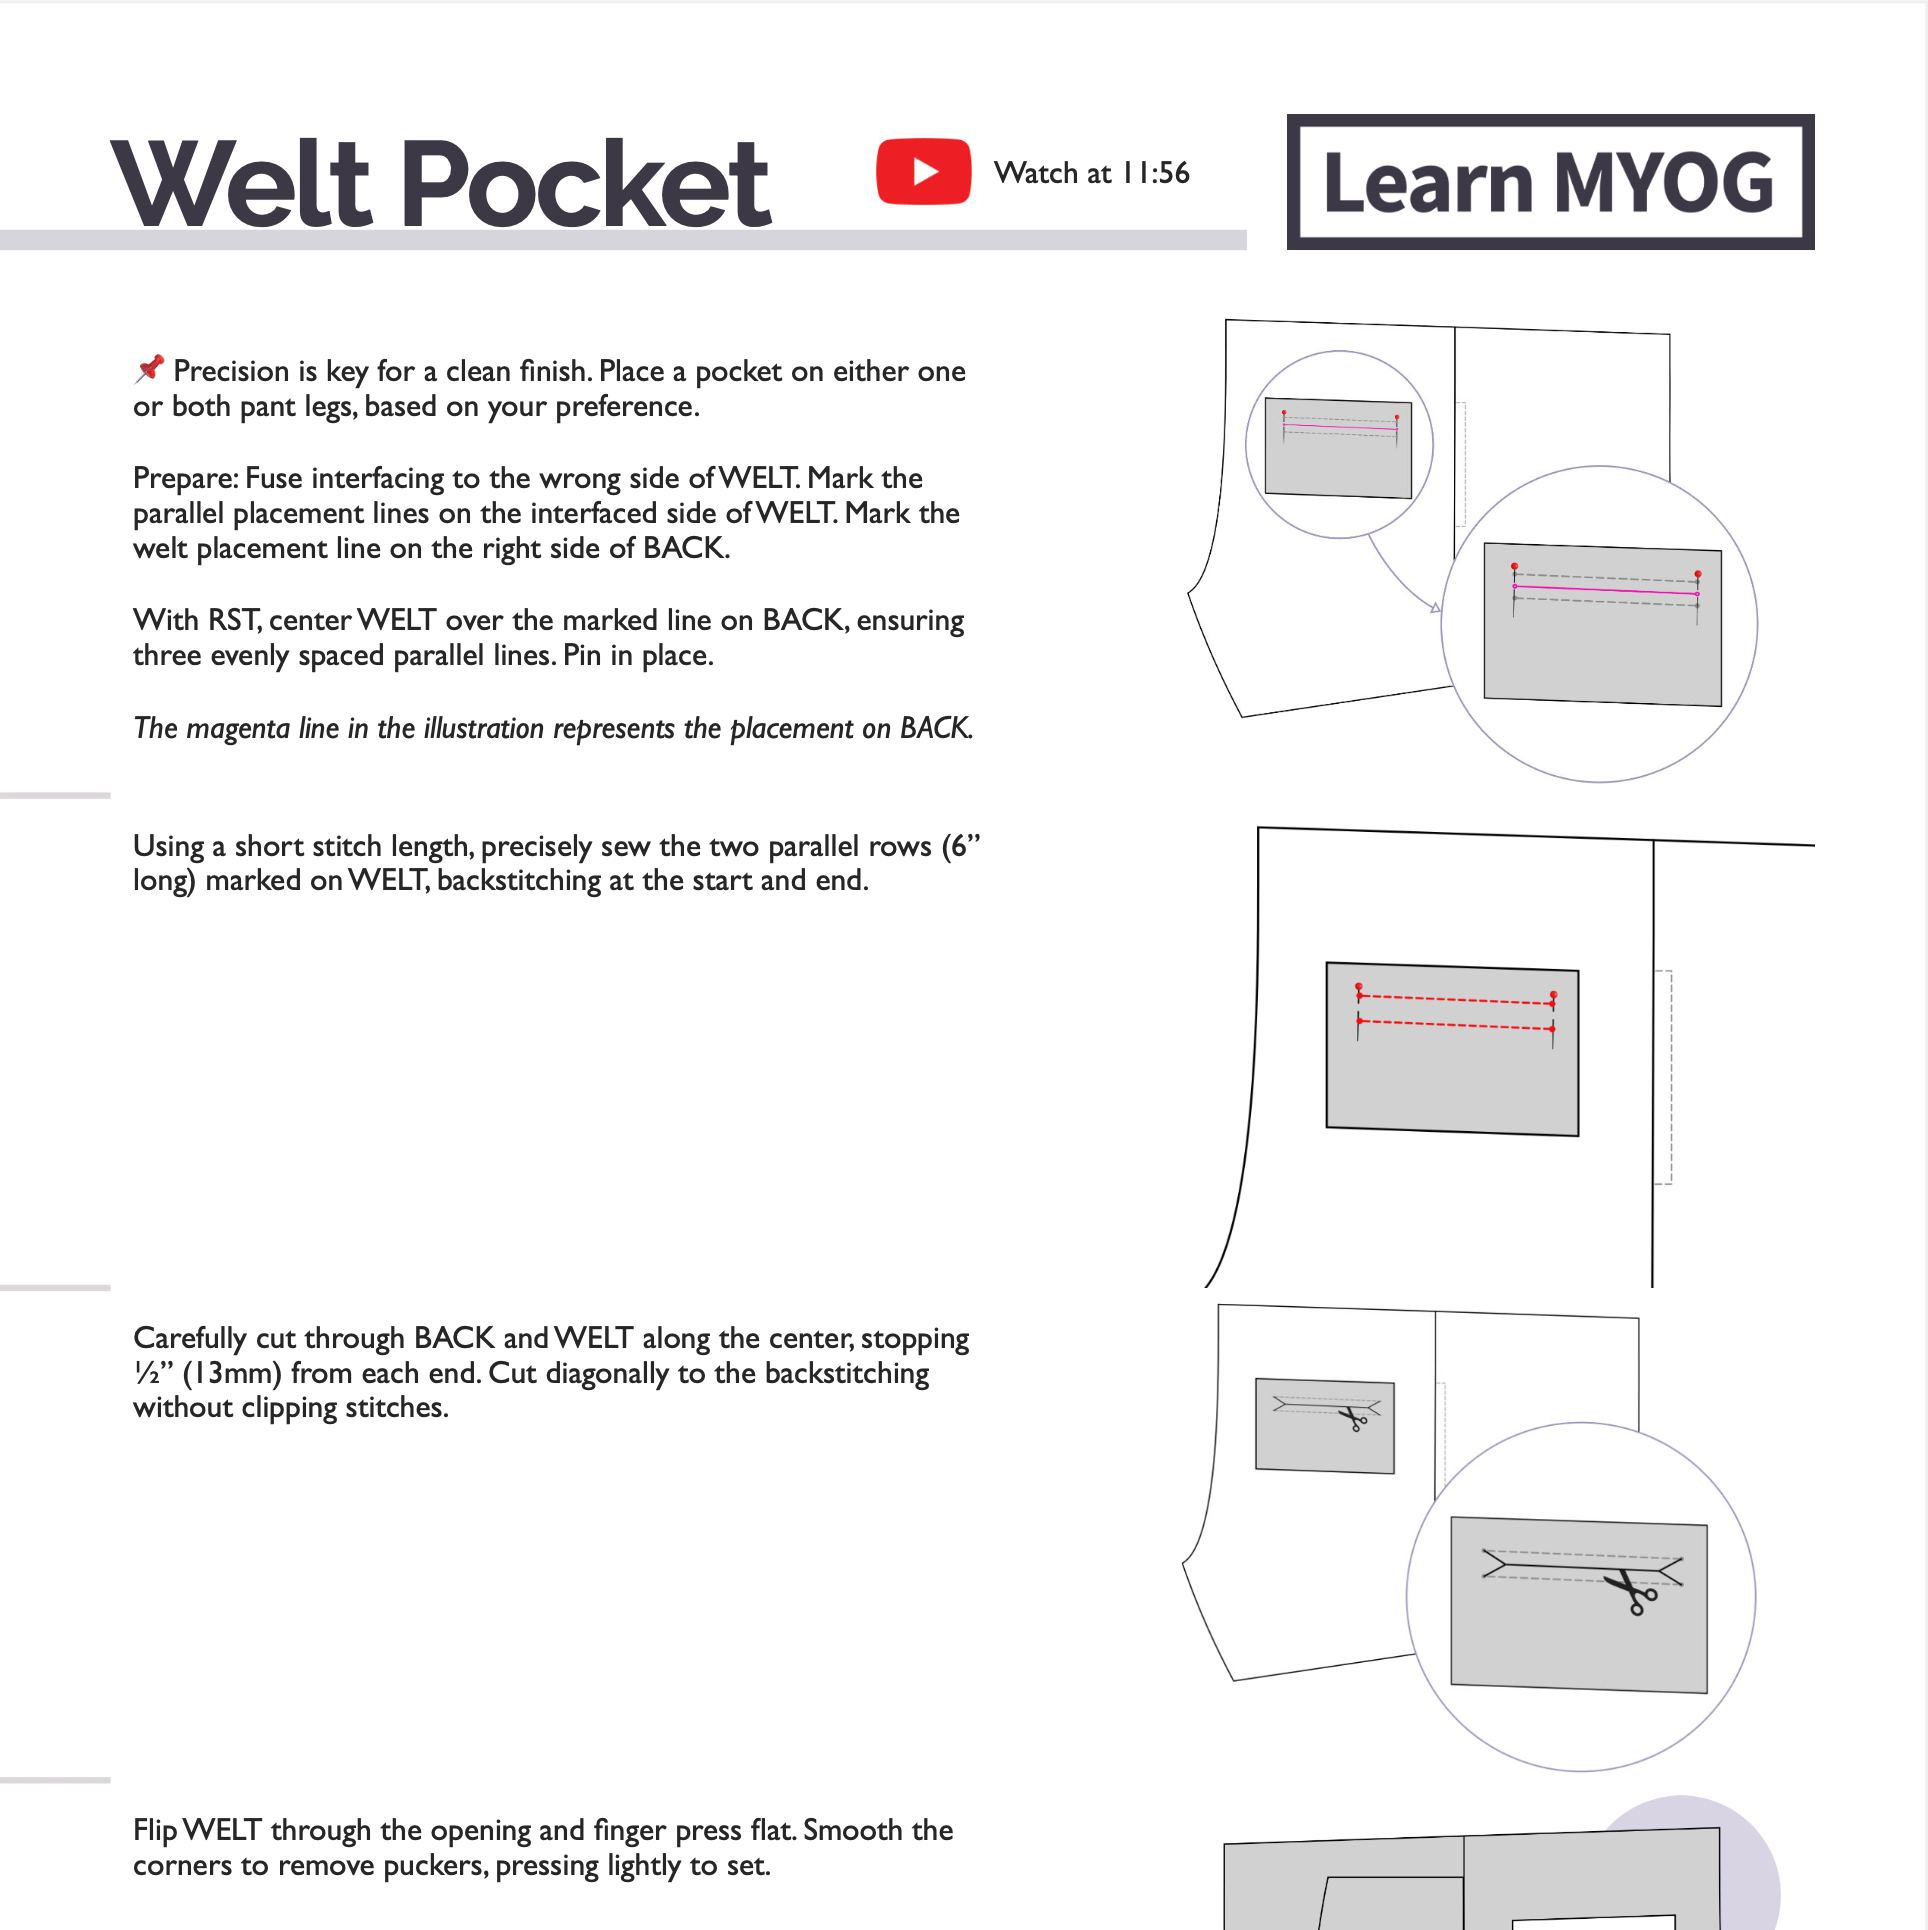 Welt Pocket
Watch at 11:56
Learn MYOG
Precision is key for a clean finish. Place a pocket on either one
or both pant legs, based on your preference.
Prepare: Fuse interfacing to the wrong side of WELT. Mark the
parallel placement lines on the interfaced side of WELT. Mark the
welt placement line on the right side of BACK.
With RST, center WELT over the marked line on BACK, ensuring
three evenly spaced parallel lines. Pin in place.
The magenta line in the illustration represents the placement on BACK.
Using a short stitch length, precisely sew the two parallel rows (6”
long) marked on WELT, backstitching at the start and end.
Carefully cut through BACK and WELT along the center, stopping
½” (13mm) from each end. Cut diagonally to the backstitching
without clipping stitches.
Flip WELT through the opening and finger press flat. Smooth the
corners to remove puckers, pressing lightly to set.